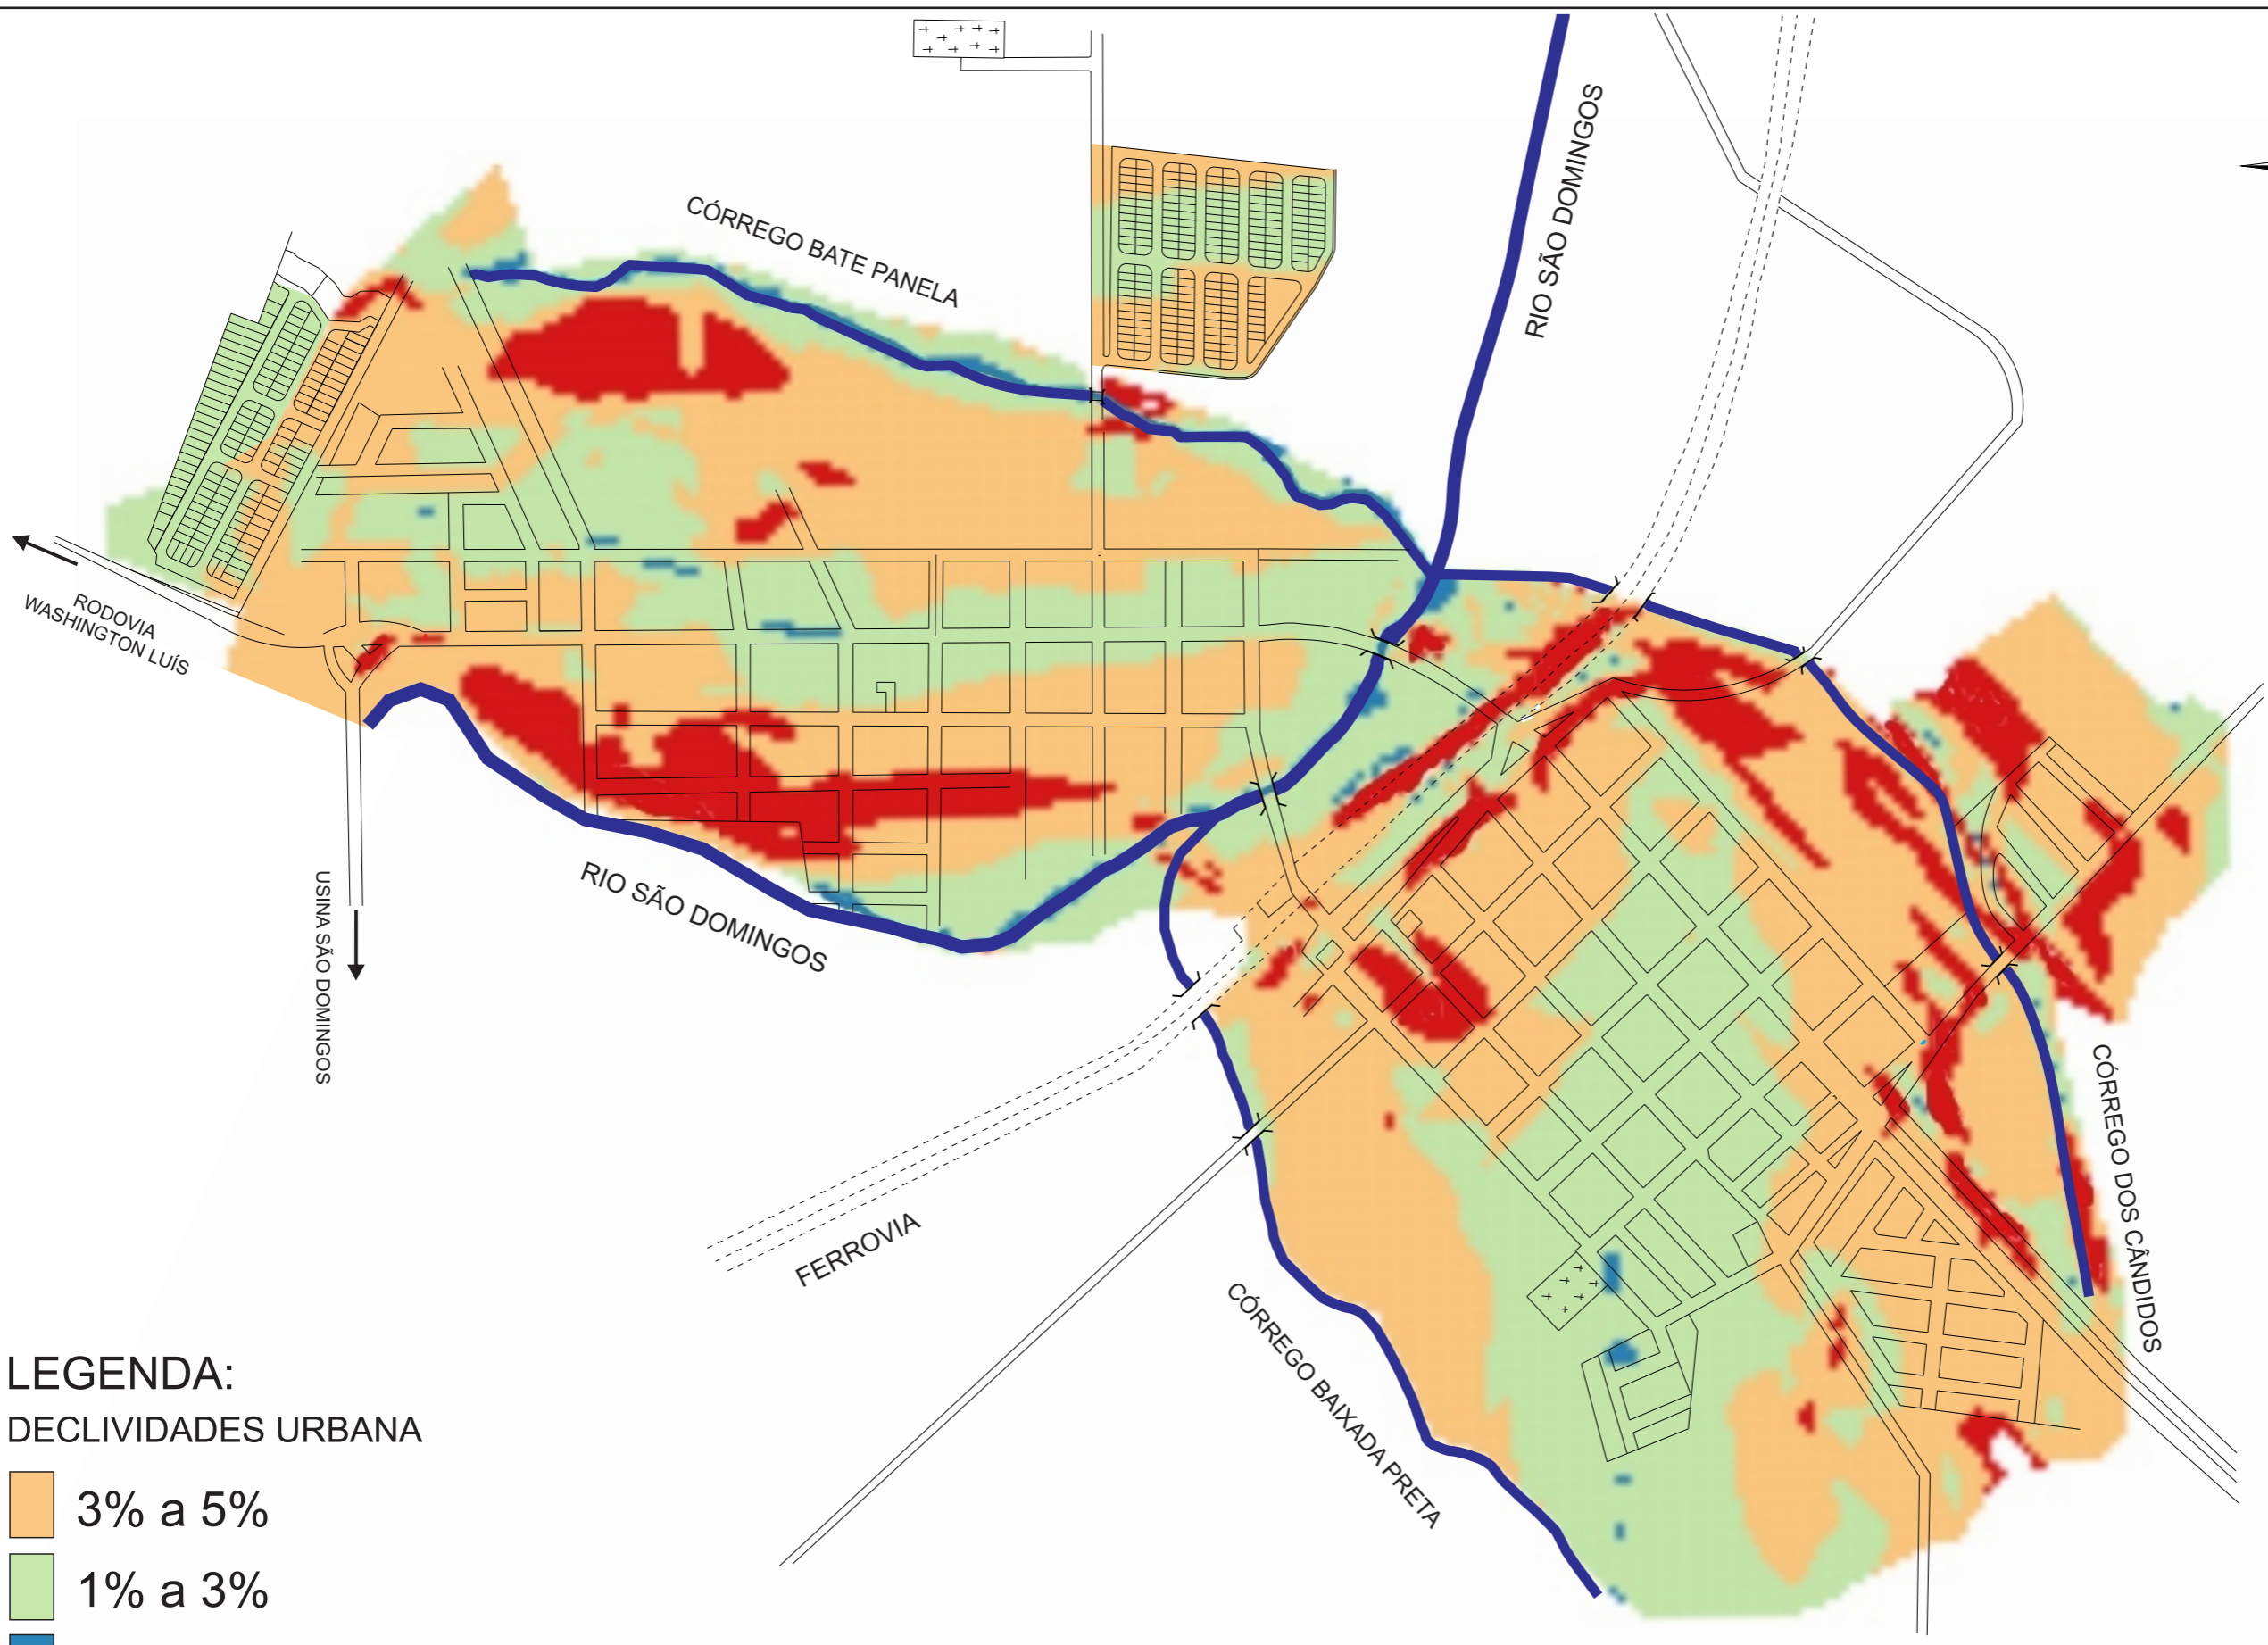 RIO SÃO DOMINGOS
CÓRREGO BATE PANELA
RODOVIA
WASHINGTON LUÍS
USINA SÃO DOMINGOS
RIO SÃO DOMINGOS
FERROVIA
CÓRREGO BAIXADA PRETA
CÓRREGO DOS CÂNDIDOS
LEGENDA:
DECLIVIDADES URBANA
3% a 5%
1% a 3%